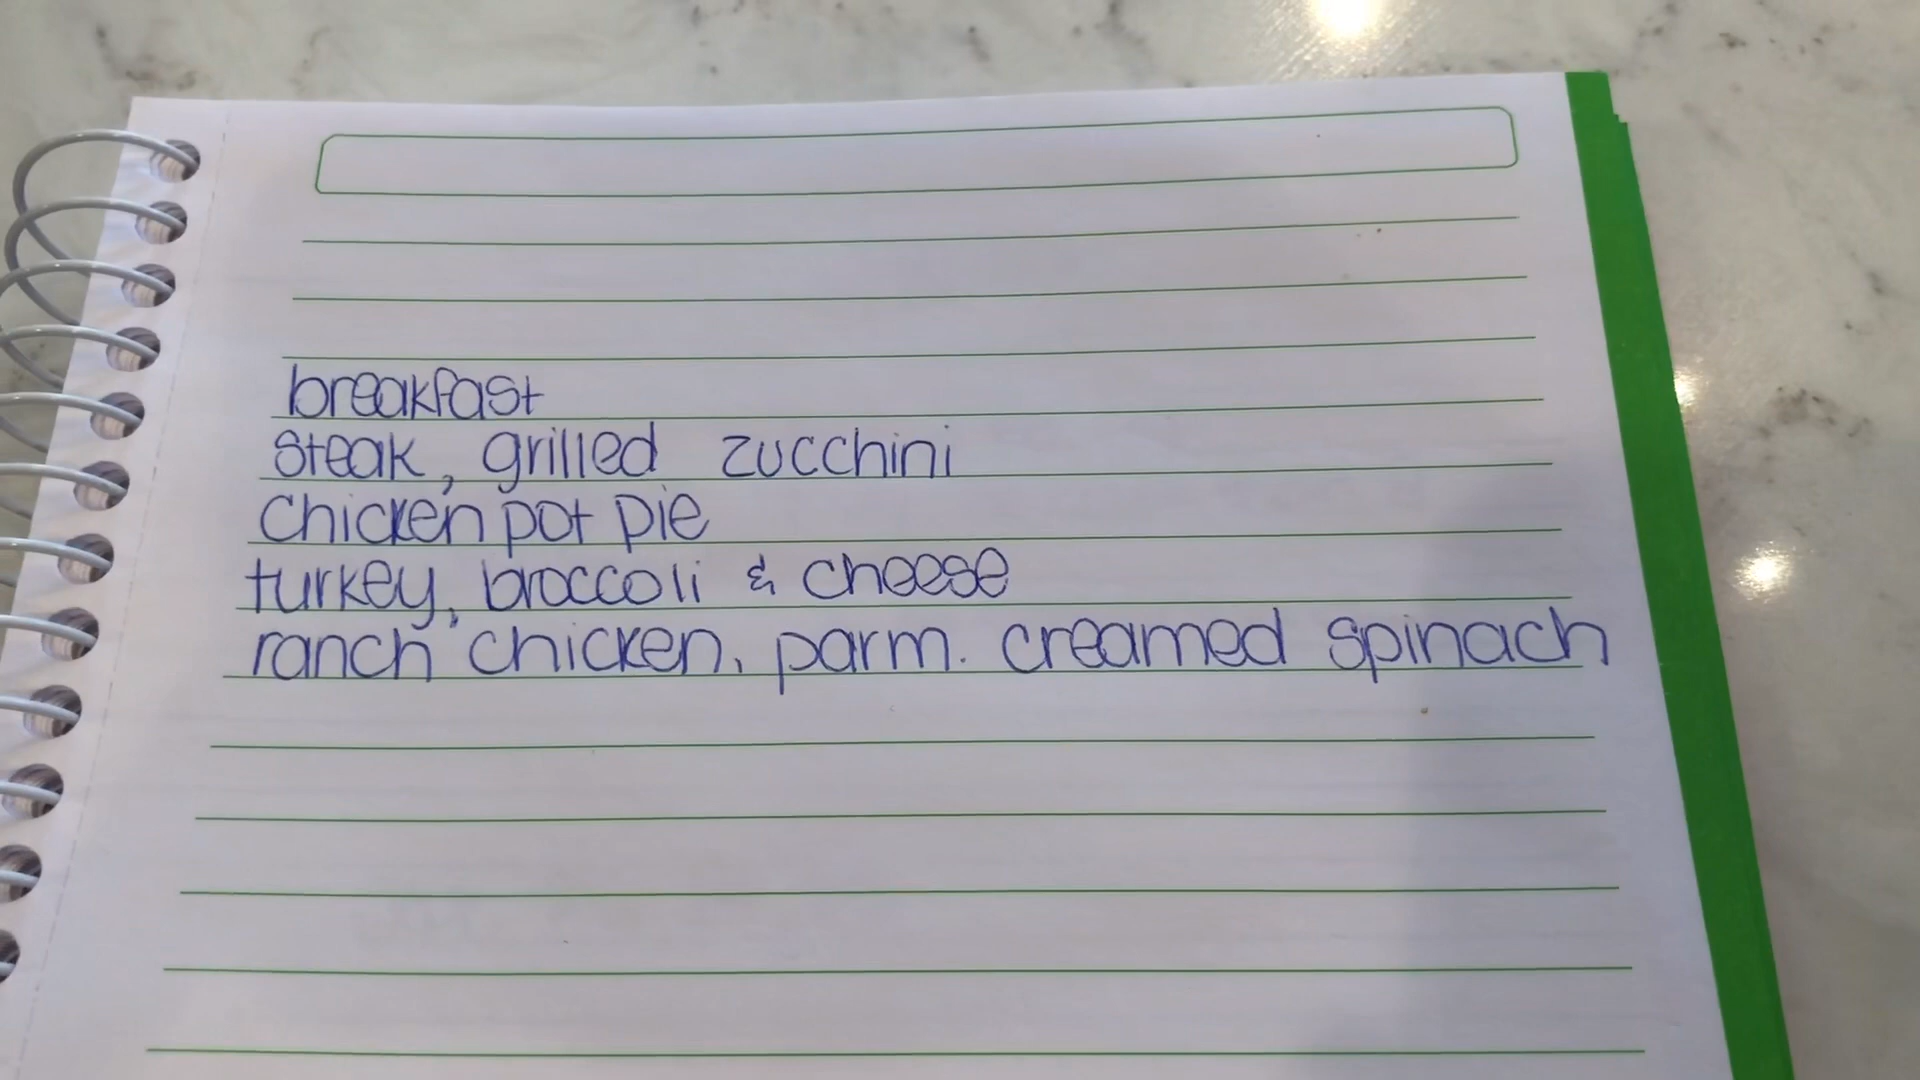 breakfast
steak, grilled zucchini
chicken pot pie
turkey, broccoli & cheese
ranch chicken, parm. creamed spinach